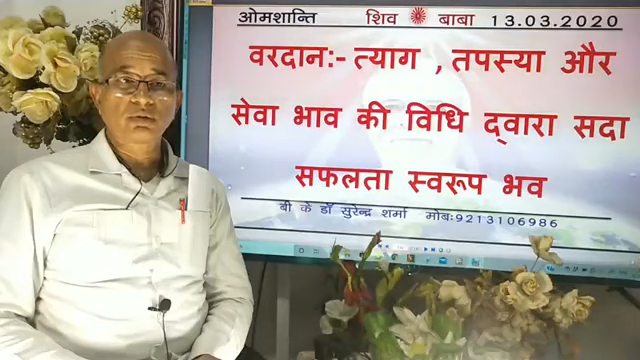 ओमशान्ति शिव बाबा 13.03.2020
वरदान:- त्याग , तपस्या और
सेवा भाव की विधि द्वारा सदा
सफलता स्वरूप भव
बी के डॉ सुरेन्द्र शर्मा मोबः9213106986